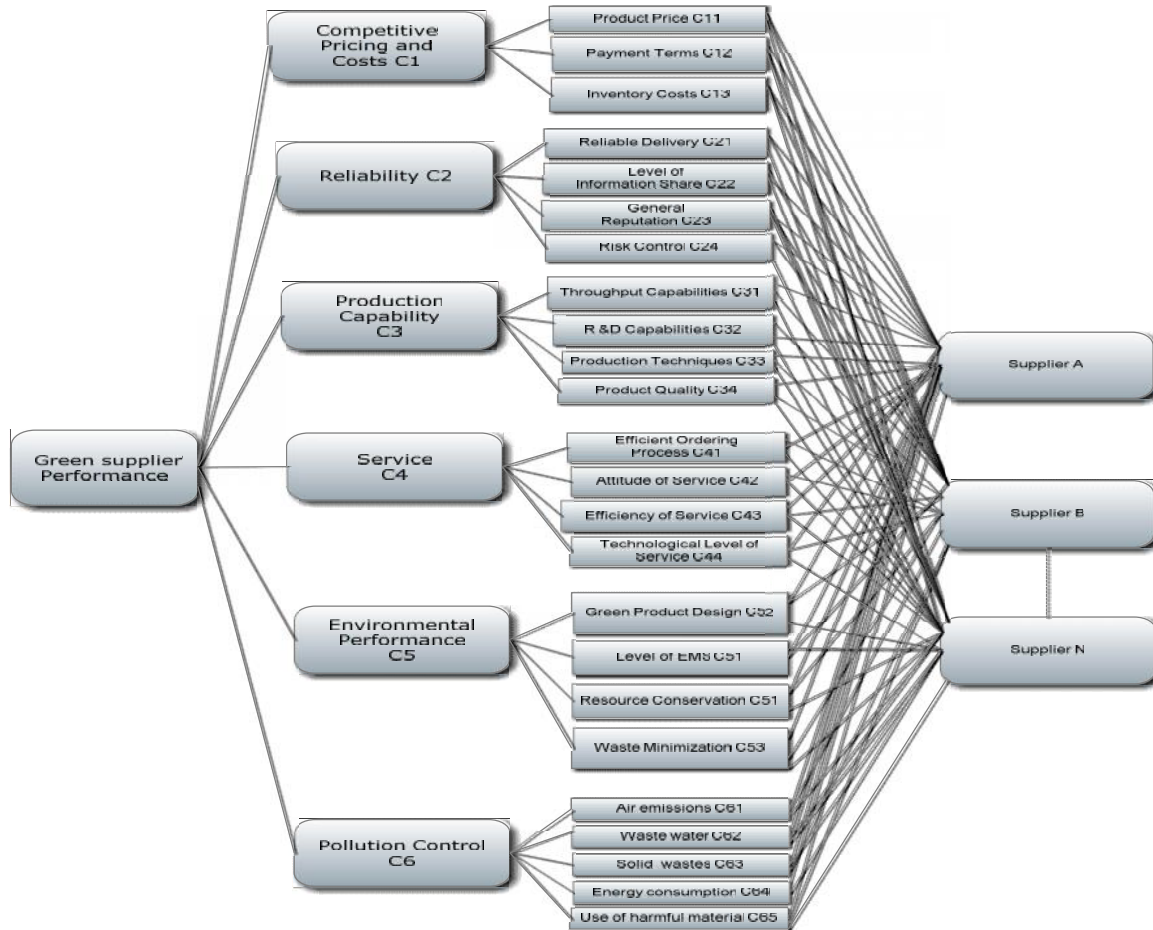 Green supplier
Performance
Competitive
Pricing and
Costs C1
Product Price C11
Payment Terms C12
Inventory Costs C13
Reliability C2
Reliable Delivery C21
Level of
Information Share C22
General
Reputation C23
Risk Control C24
Production
Capability
C3
Throughput Capabilities C31
R &D Capabilities C32
Production Techniques C33
Product Quality C34
Service
C4
Efficient Ordering
Process C41
Attitude of Service C42
Efficiency of Service C43
Technological Level of
Service C44
Environmental
Performance
C5
Green Product Design C52
Level of EMS C51
Resource Conservation C51
Waste Minimization C53
Pollution Control
C6
Air emissions C61
Waste water C62
Solid wastes C63
Energy consumption C64
Use of harmful material C65
Supplier A
Supplier B
Supplier N